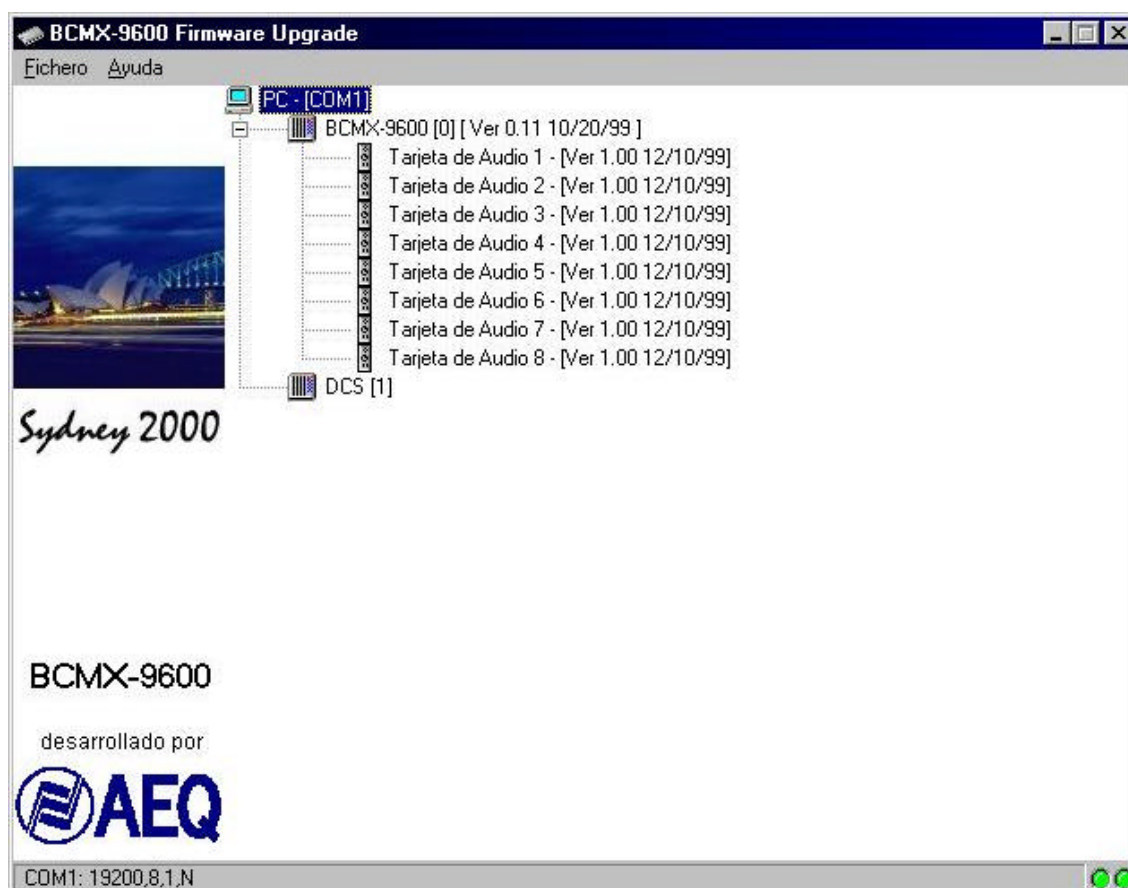 BCMX-9600 Firmware Upgrade
Fichero Ayuda
PC - [COM1]
BCMX-9600 [0] [ Ver 0.11 10/20/99 ]
Tarjeta de Audio 1 - [Ver 1.00 12/10/99]
Tarjeta de Audio 2 - [Ver 1.00 12/10/99]
Tarjeta de Audio 3 - [Ver 1.00 12/10/99]
Tarjeta de Audio 4 - [Ver 1.00 12/10/99]
Tarjeta de Audio 5 - [Ver 1.00 12/10/99]
Tarjeta de Audio 6 - [Ver 1.00 12/10/99]
Tarjeta de Audio 7 - [Ver 1.00 12/10/99]
Tarjeta de Audio 8 - [Ver 1.00 12/10/99]
DCS [1]
Sydney 2000
BCMX-9600
desarrollado por
AEQ
COM1: 19200,8,1,N